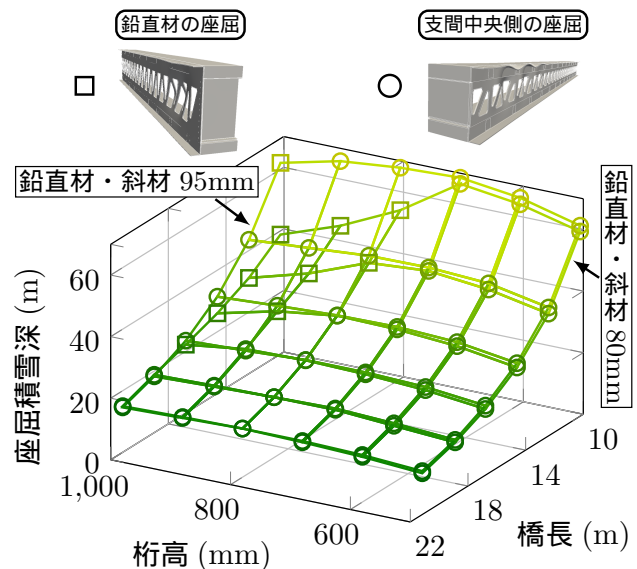 鉛直材の座屈
支間中央側の座屈
鉛直材・斜材 95mm
鉛直材・斜材 80mm
座屈積雪深 (m)
60
40
20
0
1,000
800
600
桁高 (mm)
22
18
14
10
橋長 (m)